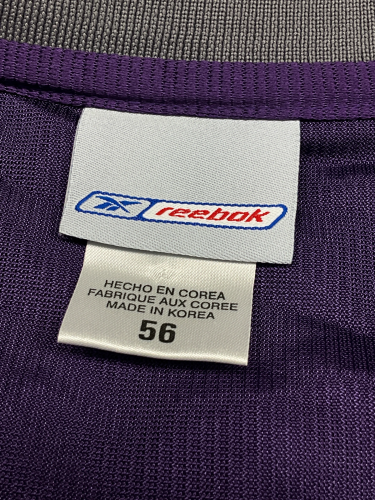 reebok
HECHO EN COREA
FABRIQUE AUX COREE
MADE IN KOREA
56